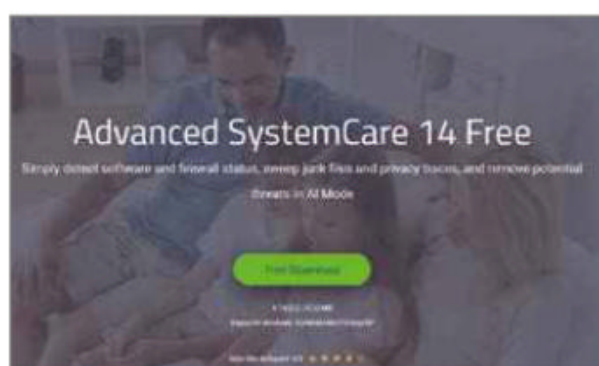 Advanced SystemCare 14 Free
Simply detect software and firewall status, sweep junk files and privacy traces, and remove potential
threats in AI Mode
Free Download